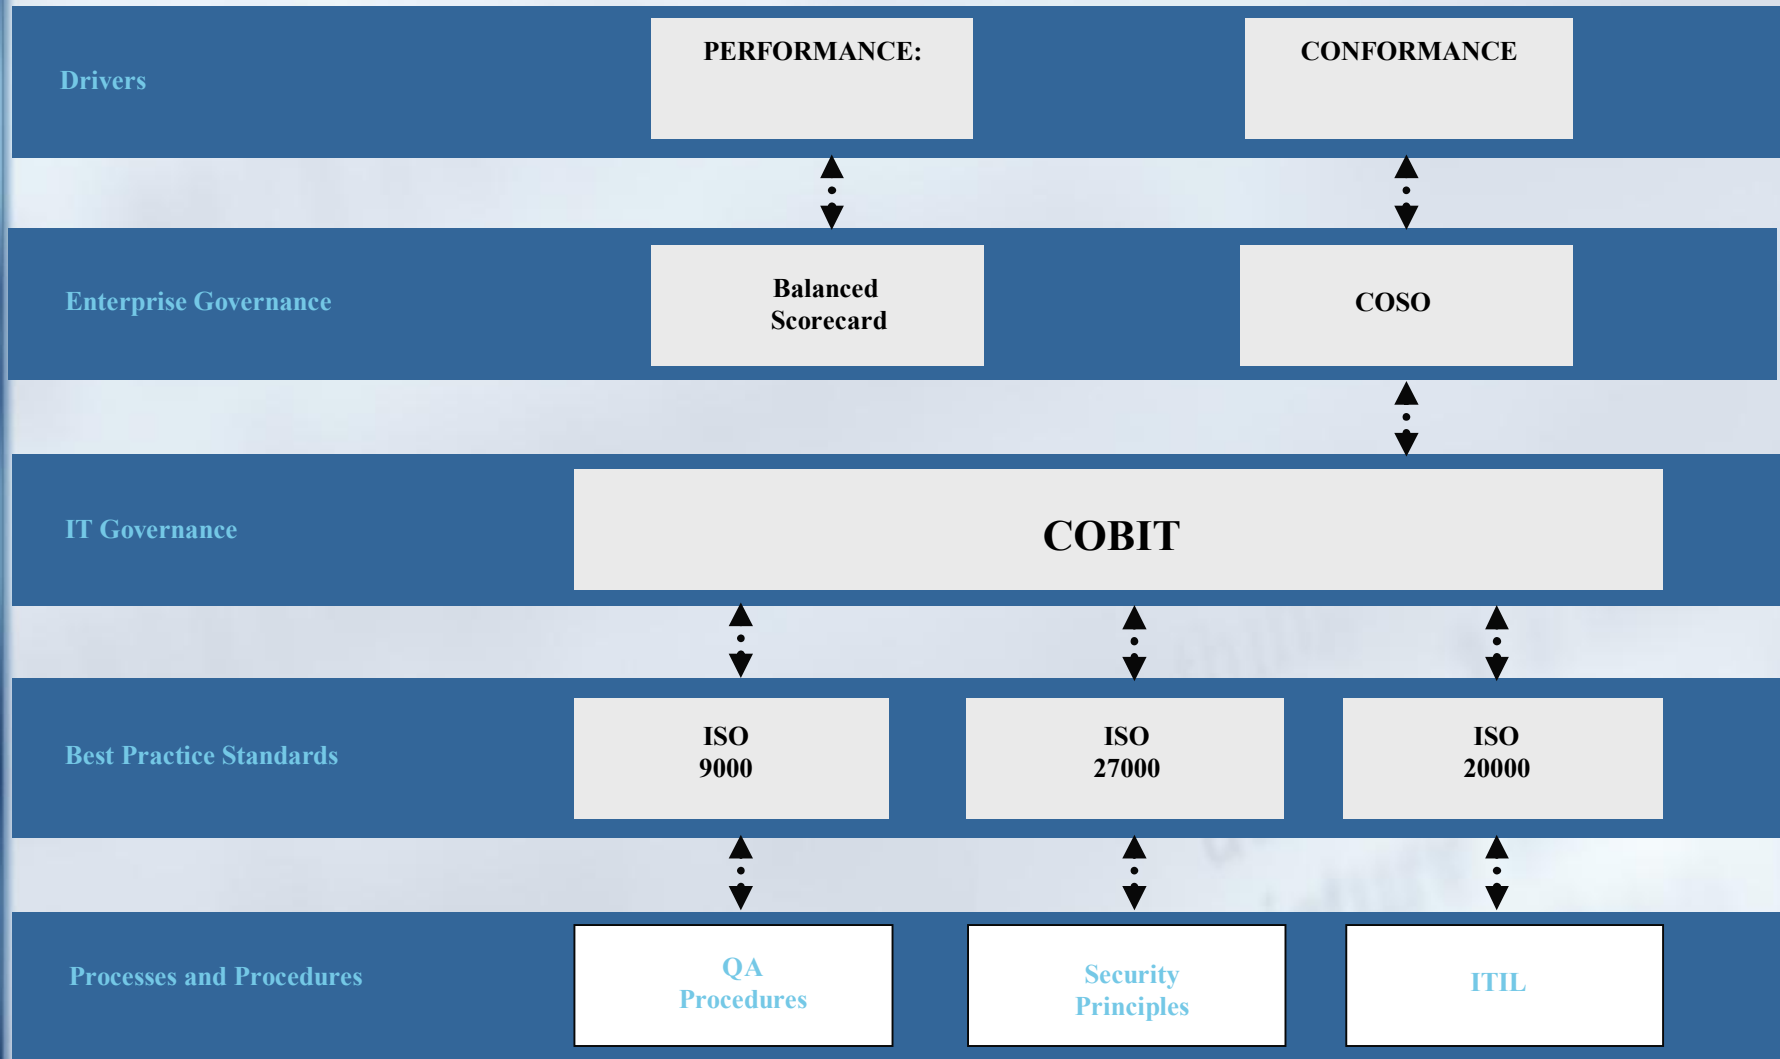 Drivers
PERFORMANCE:
CONFORMANCE
Enterprise Governance
Balanced
Scorecard
COSO
IT Governance
COBIT
Best Practice Standards
ISO
9000
ISO
27000
ISO
20000
Processes and Procedures
QA
Procedures
Security
Principles
ITIL